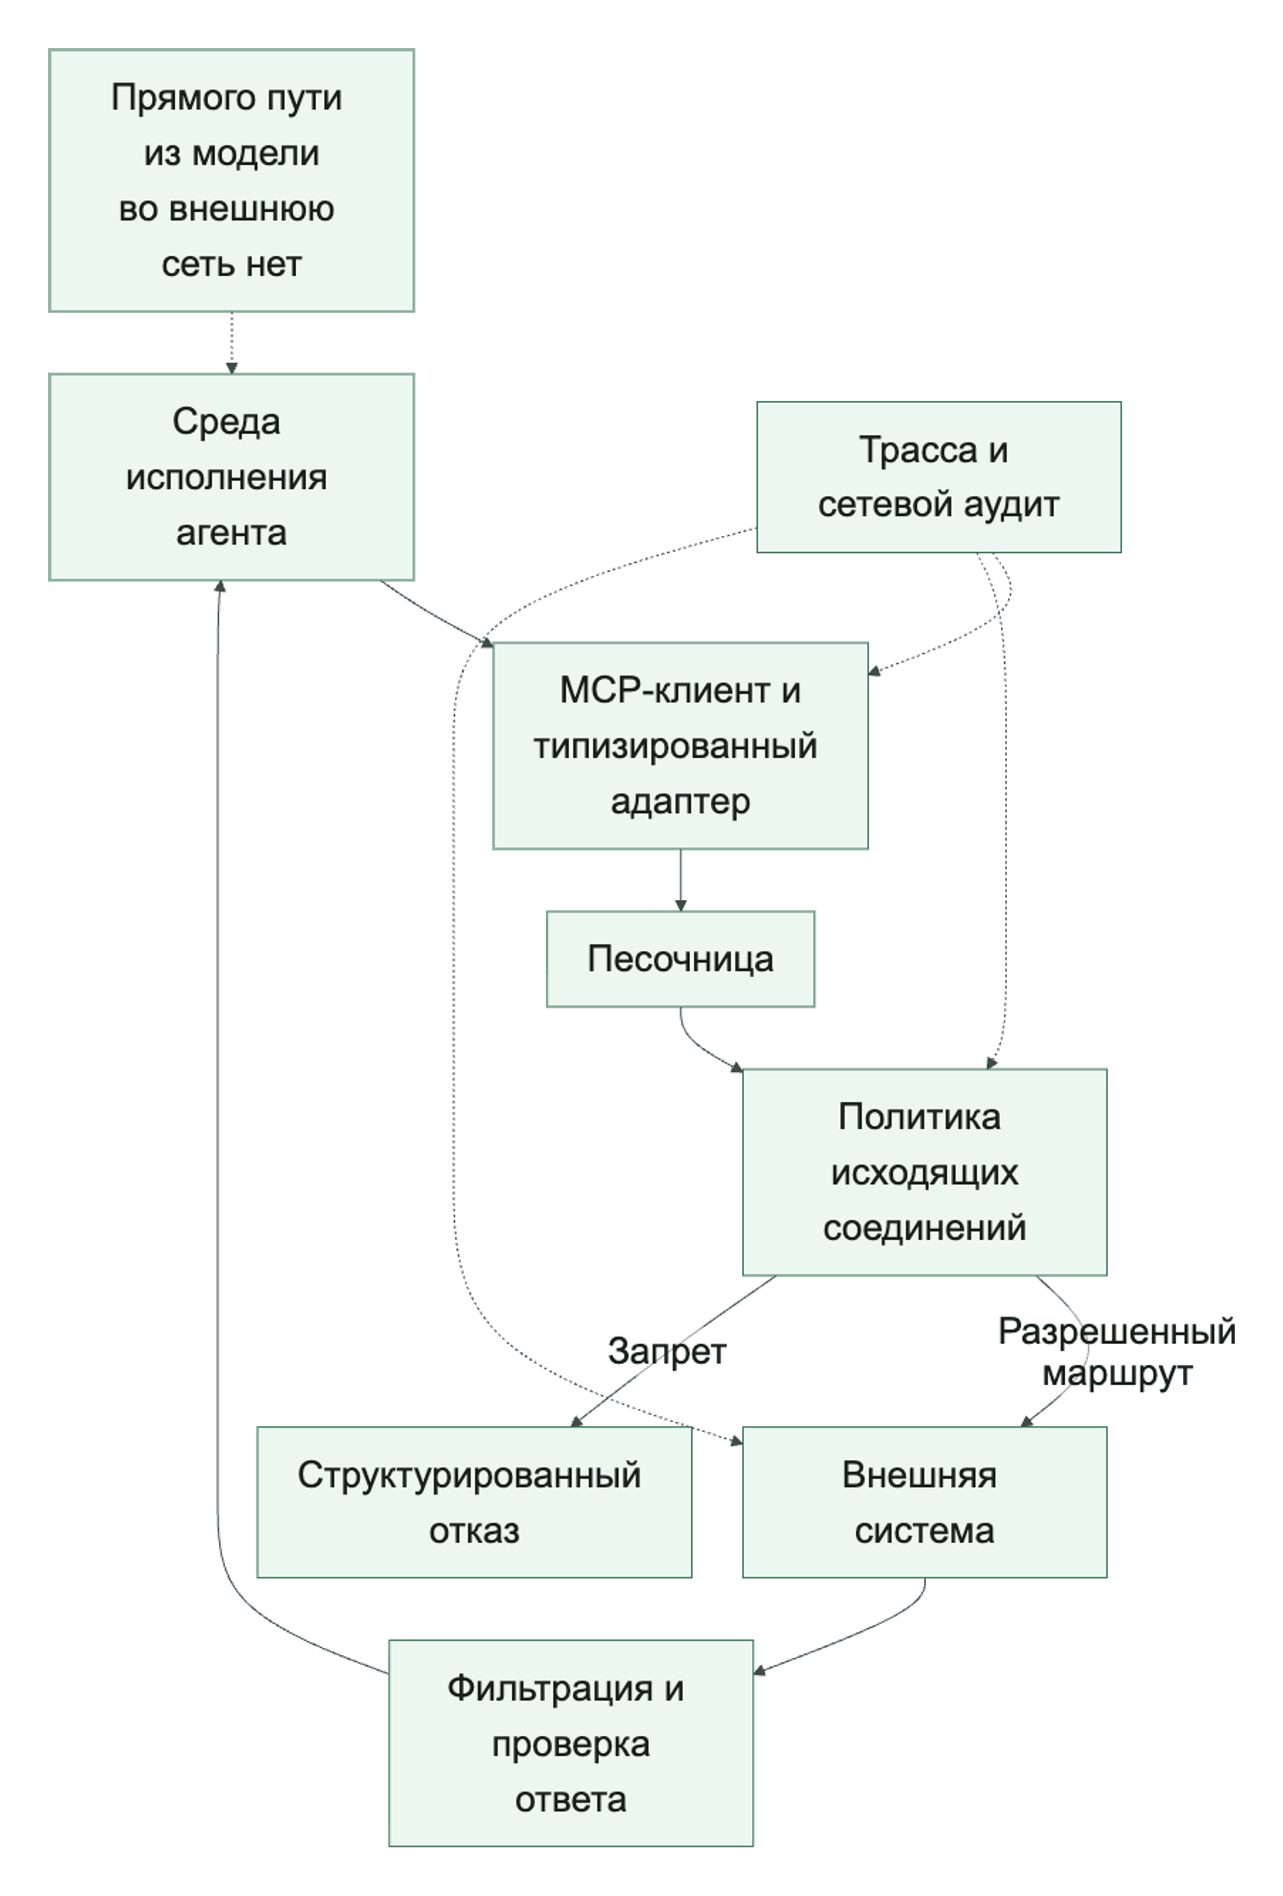 Прямого пути
из модели
во внешнюю
сеть нет
Среда
исполнения
агента
Трасса и
сетевой аудит
MCP-клиент и
типизированный
адаптер
Песочница
Политика
исходящих
соединений
Запрет
Разрешенный
маршрут
Структурированный
отказ
Внешняя
система
Фильтрация и
проверка
ответа